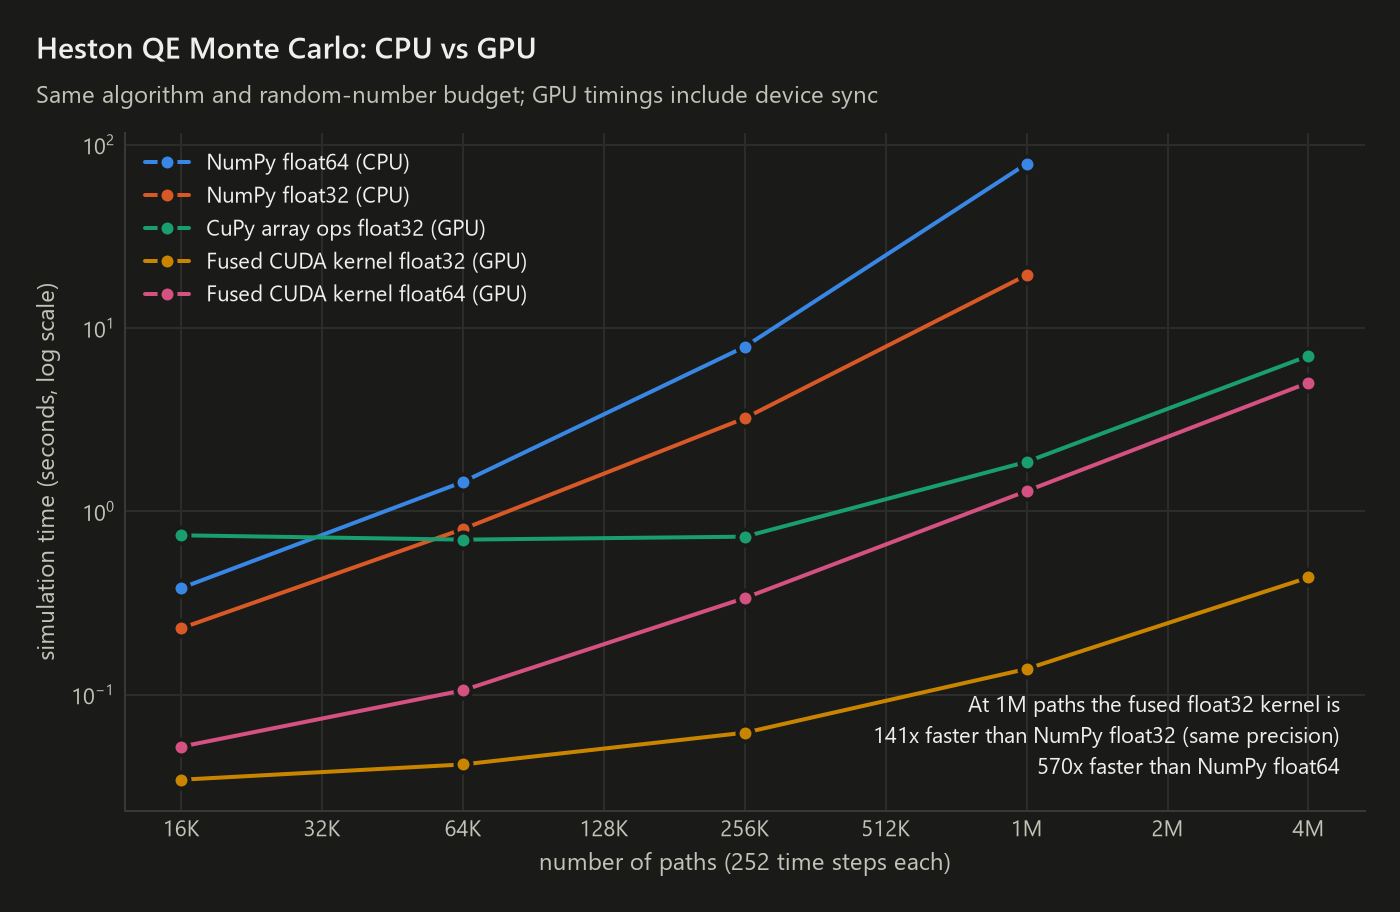 Heston QE Monte Carlo: CPU vs GPU
Same algorithm and random-number budget; GPU timings include device sync
NumPy float64 (CPU)
NumPy float32 (CPU)
CuPy array ops float32 (GPU)
Fused CUDA kernel float32 (GPU)
Fused CUDA kernel float64 (GPU)
simulation time (seconds, log scale)
10²
10¹
10⁰
10⁻¹
At 1M paths the fused float32 kernel is
141x faster than NumPy float32 (same precision)
570x faster than NumPy float64
16K 32K 64K 128K 256K 512K 1M 2M 4M
number of paths (252 time steps each)